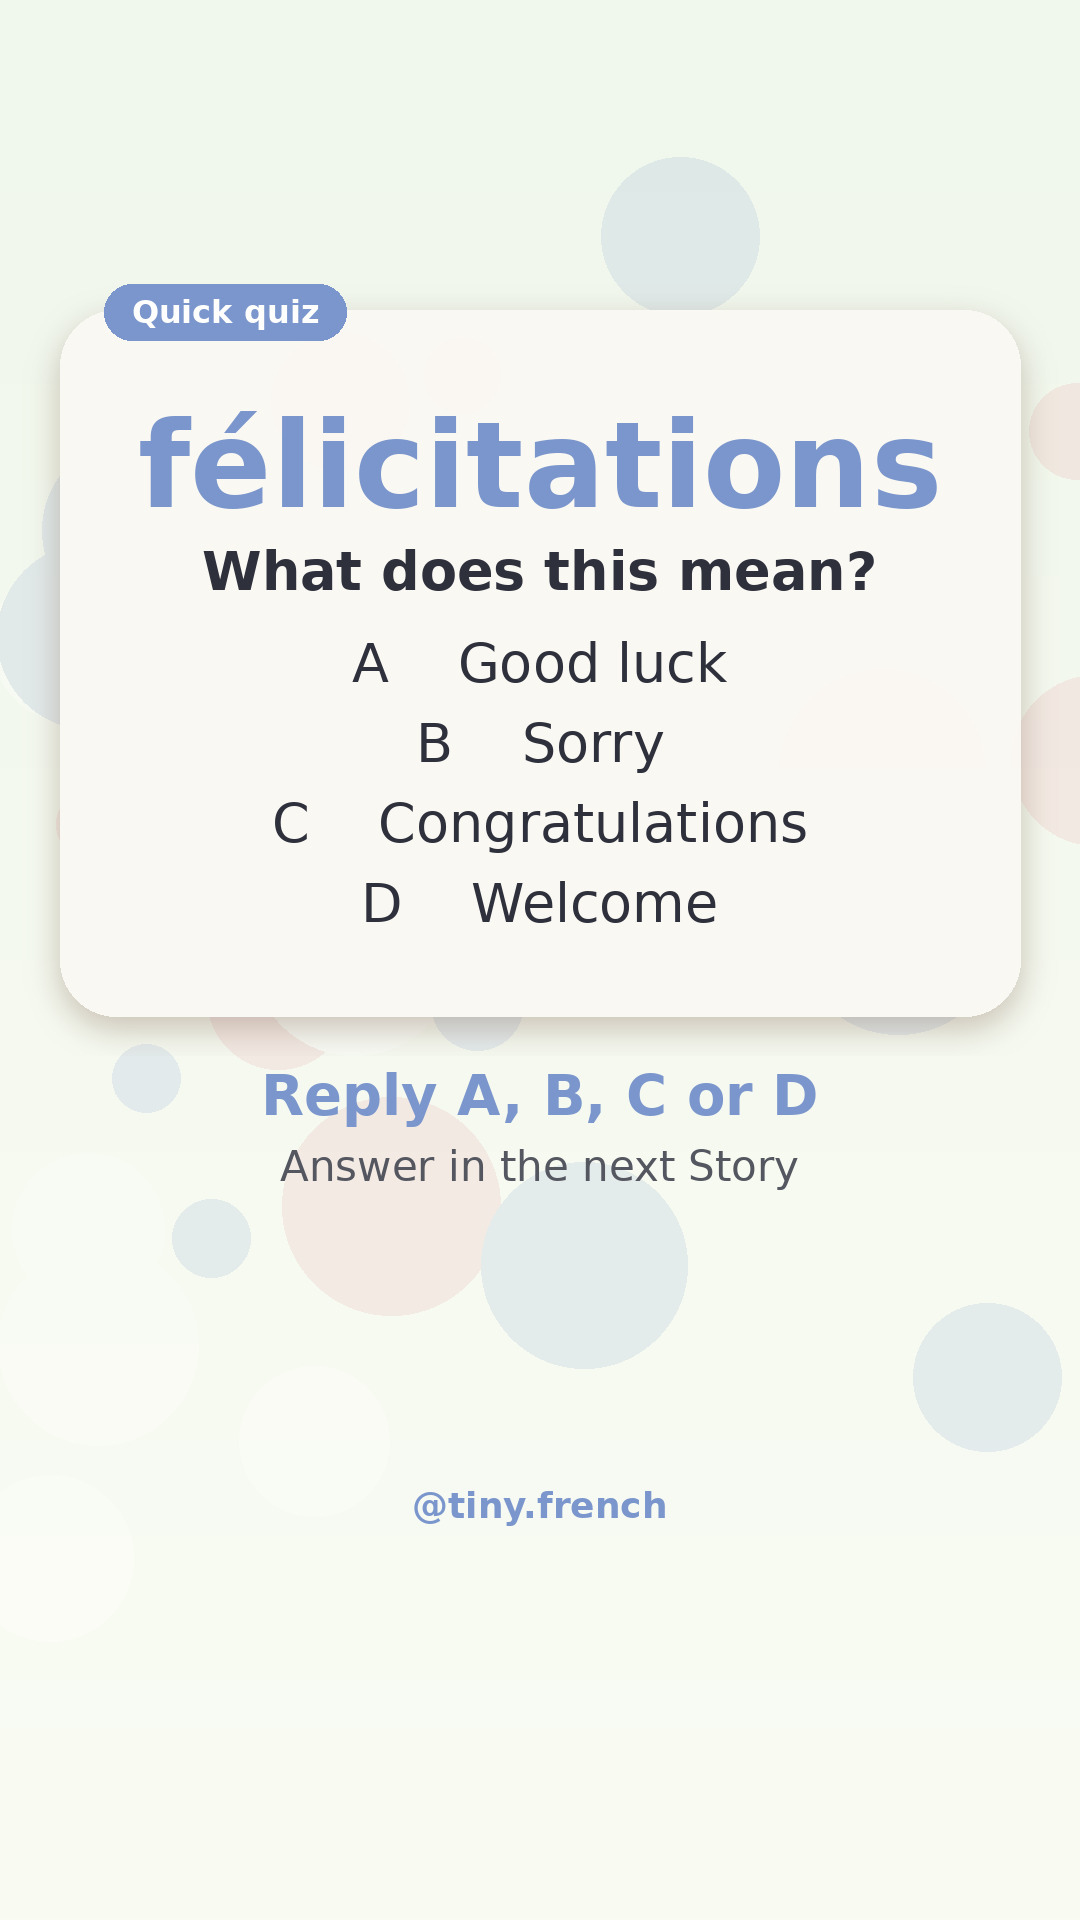 Quick quiz
félicitations
What does this mean?
A Good luck
B Sorry
C Congratulations
D Welcome
Reply A, B, C or D
Answer in the next Story
@tiny.french